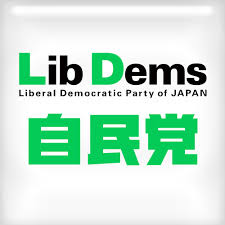 Lib Dems
Liberal Democratic Party of JAPAN
自民党